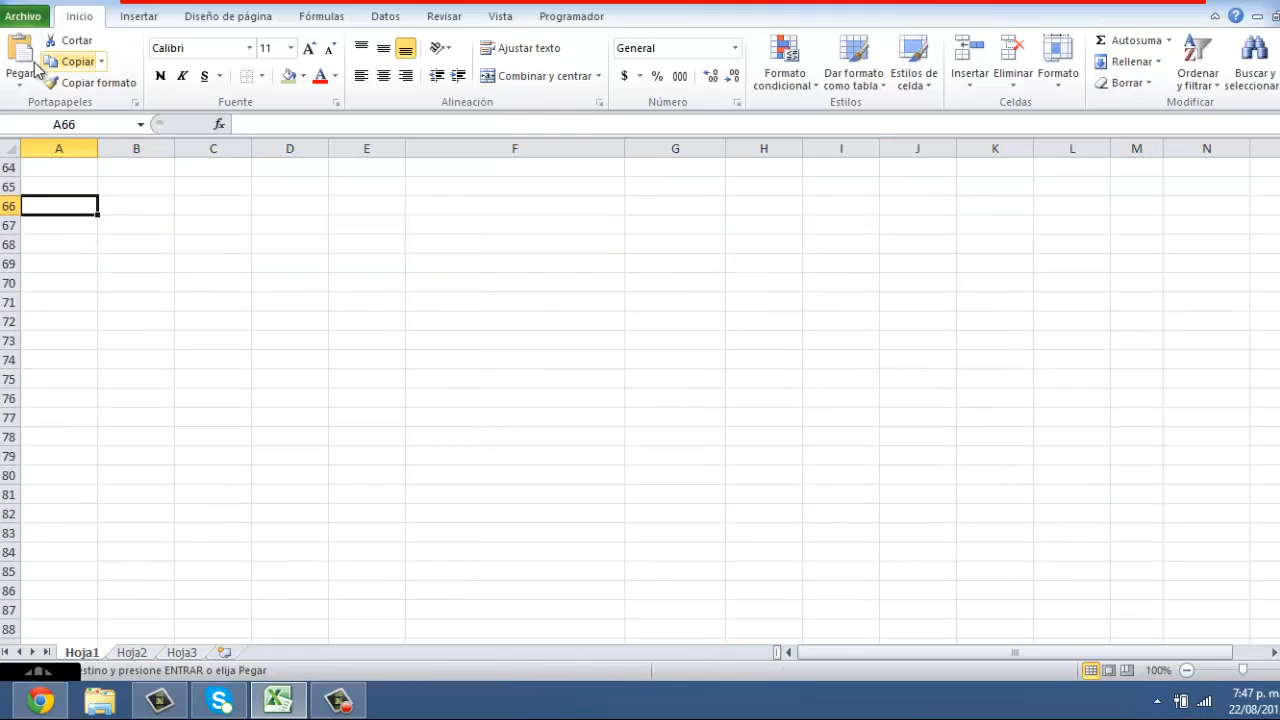 Archivo Inicio Insertar Diseño de página Fórmulas Datos Revisar Vista Programador
Pegar
Cortar
Copiar
Copiar formato
Portapapeles
Calibri 11
N K S
Fuente
Ajustar texto
Combinar y centrar
Alineación
General
$ % 000
Número
Formato
condicional
Dar formato
como tabla
Estilos de
celda
Estilos
Insertar
Elimina
Formato
Celdas
Autosuma
Rellenar
Borrar
Ordenar
y filtrar
Buscar y
seleccionar
Modificar
A66 fx
A B C D E F G H I J K L M N
64
65
66
67
68
69
70
71
72
73
74
75
76
77
78
79
80
81
82
83
84
85
86
87
88
Hoja1 Hoja2 Hoja3
estino y presione ENTRAR o elija Pegar
100%
7:47 p. m.
22/08/201